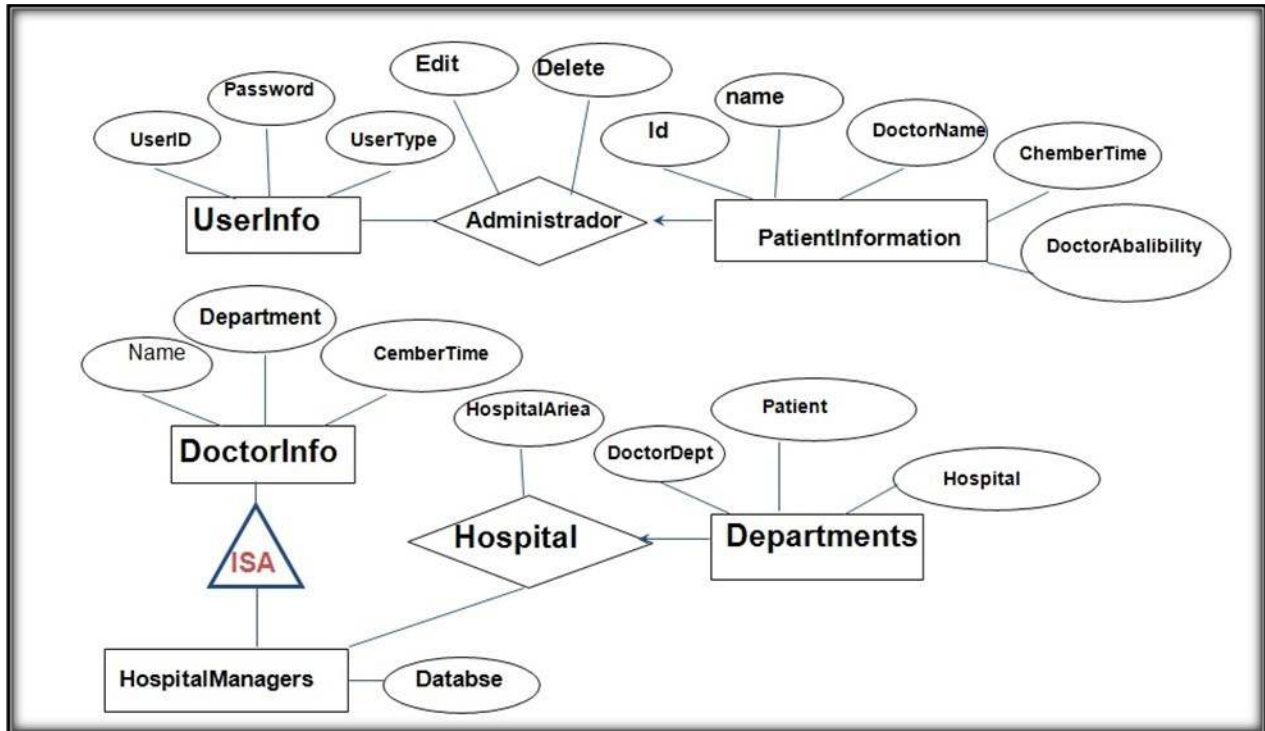 Edit
Delete
Password
name
Id
DoctorName
UserID
UserType
ChemberTime
UserInfo
Administrador
PatientInformation
DoctorAbalibility
Department
Name
CemberTime
HospitalAriea
Patient
DoctorInfo
DoctorDept
Hospital
Hospital
Departments
ISA
HospitalManagers
Databse